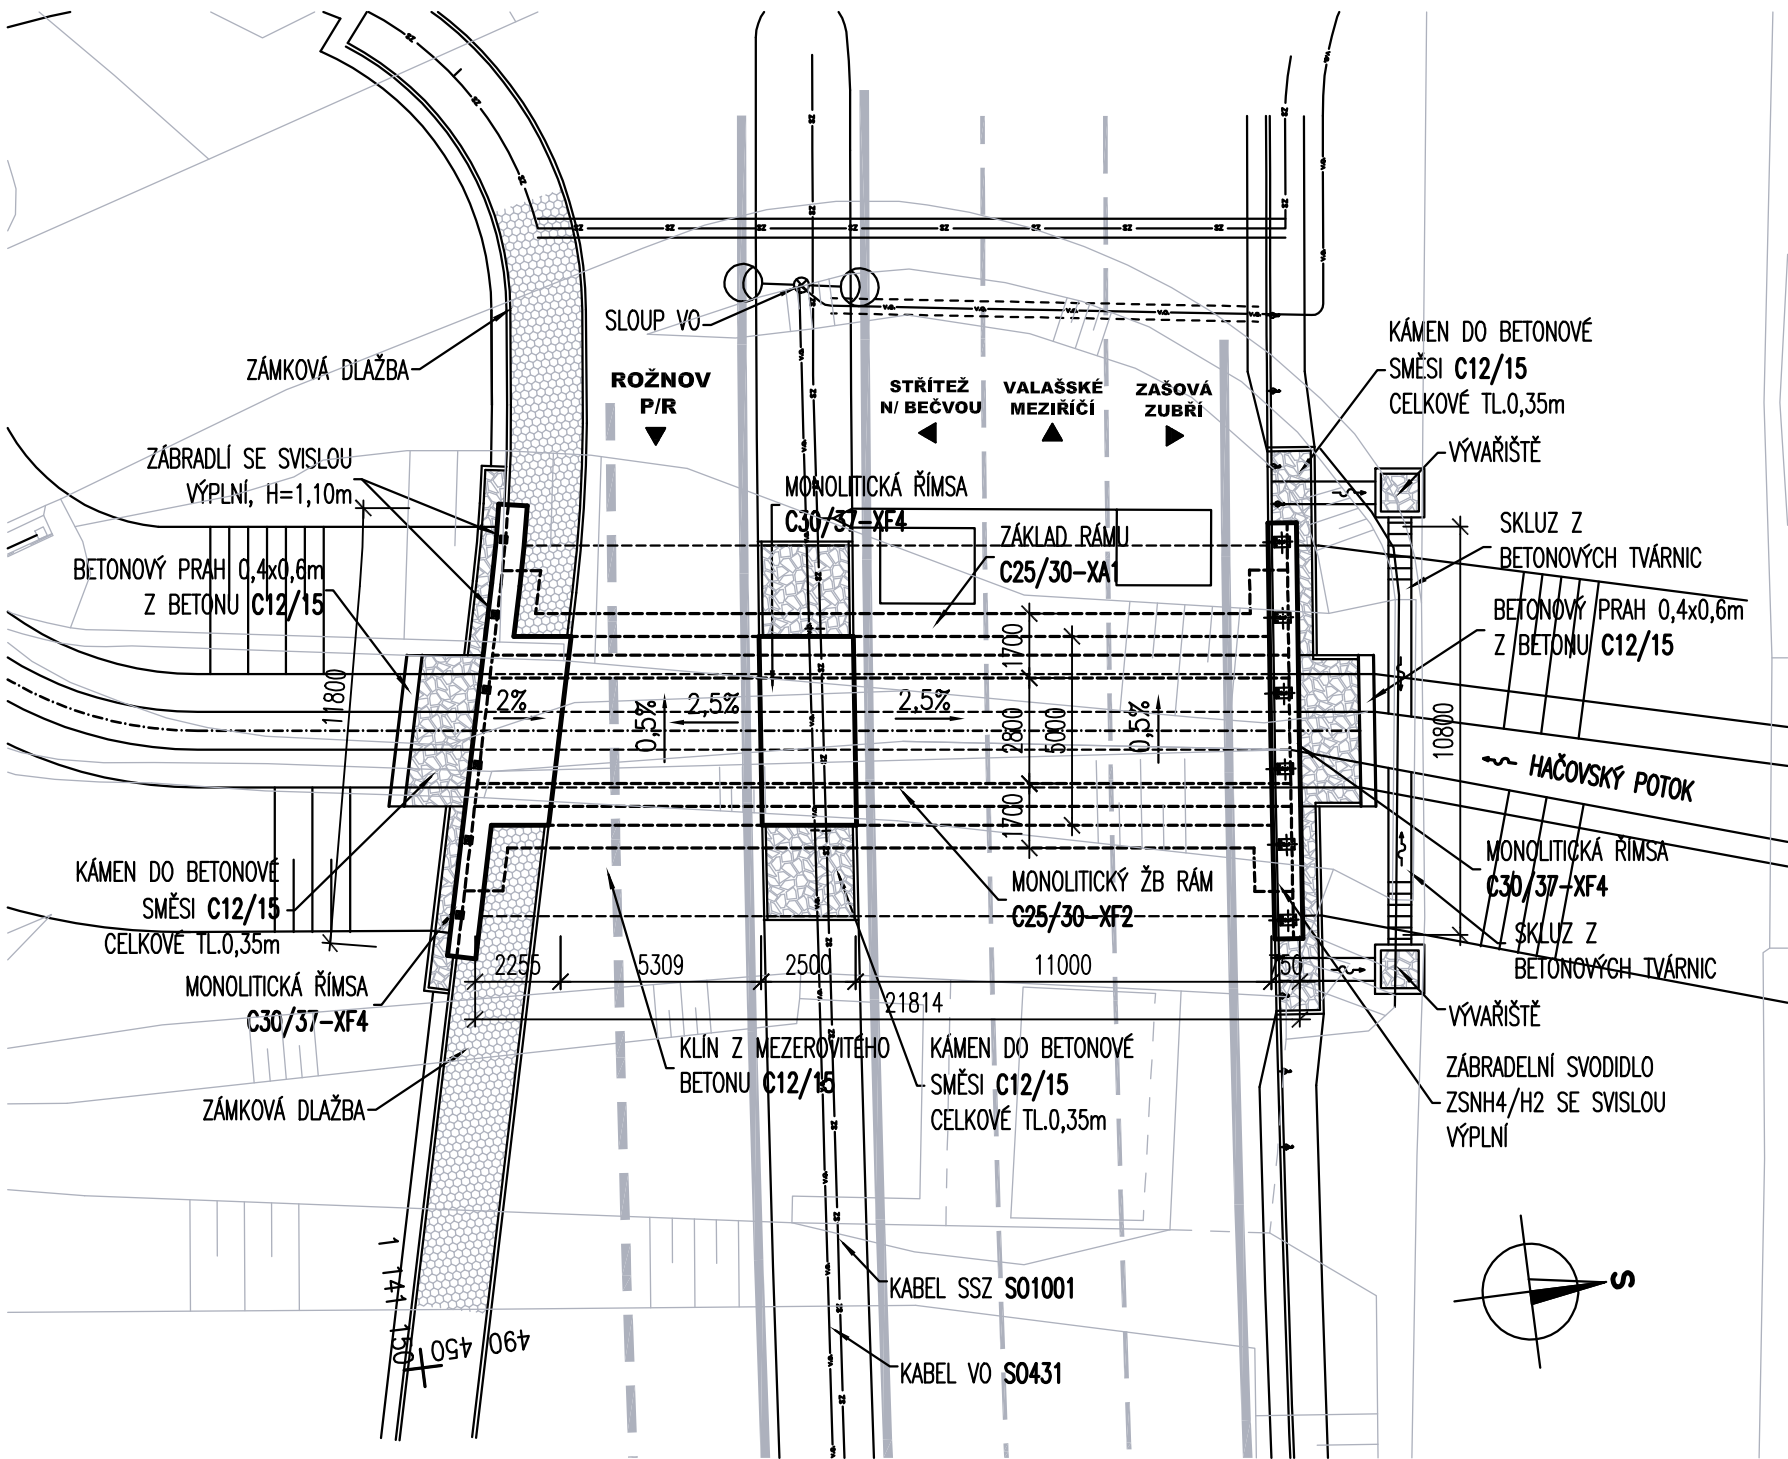 SLOUP VO
ZÁMKOVÁ DLAŽBA
ROŽNOV
P/R
STŘÍTEŽ
N/ BEČVOU
VALAŠSKÉ
MEZIŘÍČÍ
ZAŠOVÁ
ZUBŘÍ
KÁMEN DO BETONOVÉ
SMĚSI C12/15
CELKOVÉ TL.0,35m
VÝVAŘIŠTĚ
ZÁBRADLÍ SE SVISLOU
VÝPLNÍ, H=1,10m
MONOLITICKÁ ŘÍMSA
C30/37-XF4
ZÁKLAD RÁMU
C25/30-XA1
SKLUZ Z
BETONOVÝCH TVÁRNIC
BETONOVÝ PRAH 0,4x0,6m
Z BETONU C12/15
BETONOVÝ PRAH 0,4x0,6m
Z BETONU C12/15
11800
2%
0,5%
2,5%
2,5%
1700
2800
5000
1700
0,5%
10800
HAČOVSKÝ POTOK
KÁMEN DO BETONOVÉ
SMĚSI C12/15
CELKOVÉ TL.0,35m
MONOLITICKÝ ŽB RÁM
C25/30-XF2
MONOLITICKÁ ŘÍMSA
C30/37-XF4
SKLUZ Z
BETONOVÝCH TVÁRNIC
2255
5309
2500
11000
21814
MONOLITICKÁ ŘÍMSA
C30/37-XF4
VÝVAŘIŠTĚ
KLÍN Z MEZEROVITÉHO
BETONU C12/15
KÁMEN DO BETONOVÉ
SMĚSI C12/15
CELKOVÉ TL.0,35m
ZÁBRADELNÍ SVODIDLO
ZSNH4/H2 SE SVISLOU
VÝPLNÍ
ZÁMKOVÁ DLAŽBA
KABEL SSZ SO1001
KABEL VO SO431
S
1 141 150
490 450